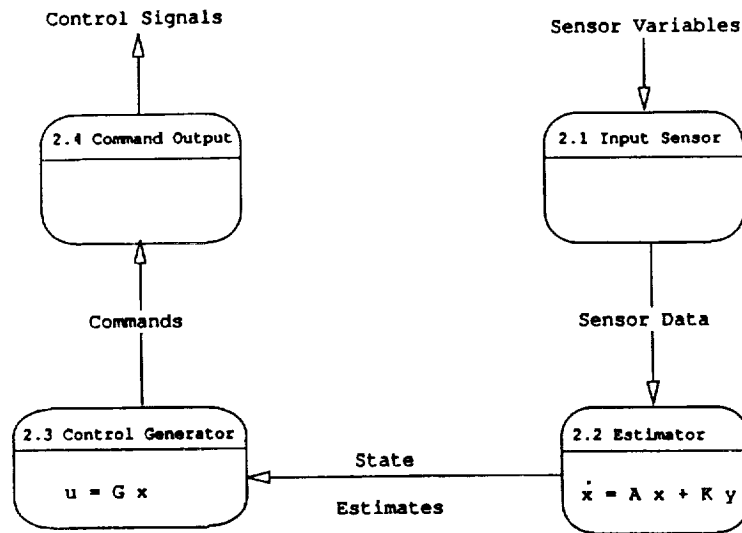 Control Signals
Sensor Variables
2.4 Command Output
2.1 Input Sensor
Commands
Sensor Data
2.3 Control Generator
u = G x
State
Estimates
2.2 Estimator
ẋ = A x + K y